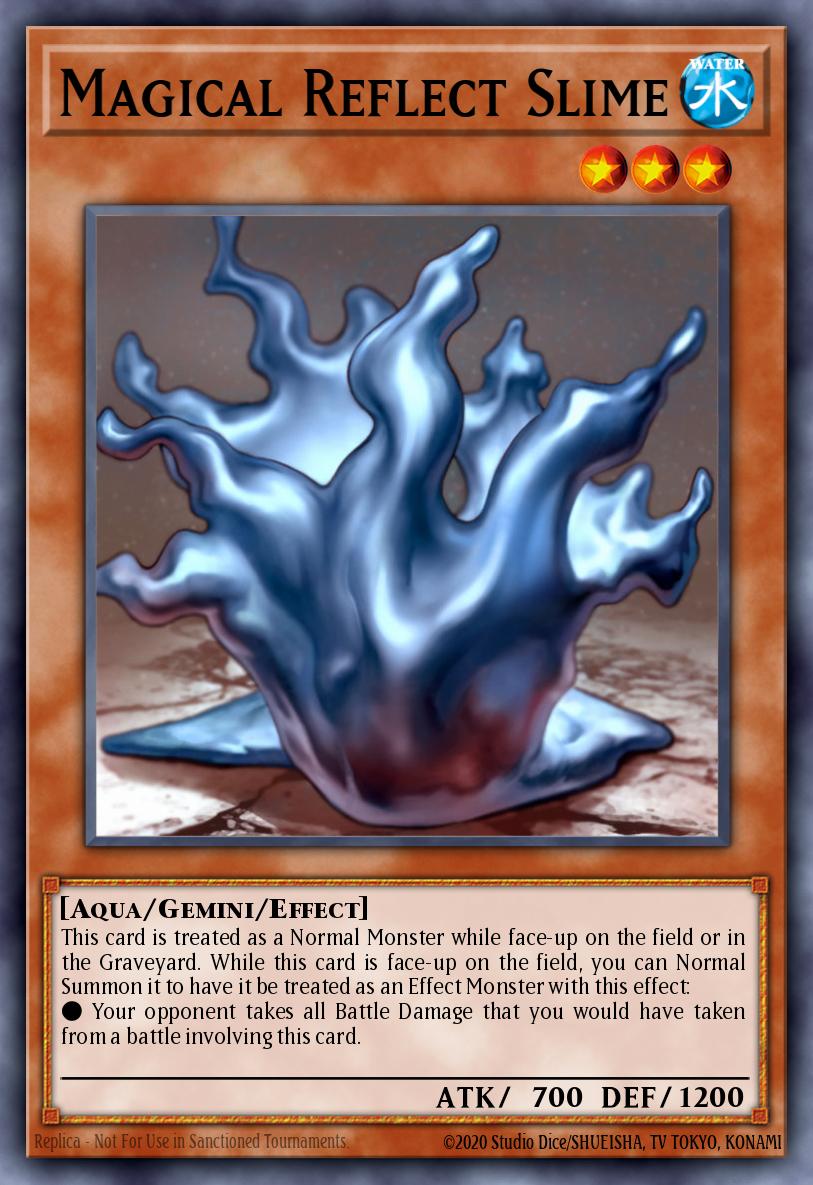 Magical Reflect Slime
WATER
水
[Aqua/Gemini/Effect]
This card is treated as a Normal Monster while face-up on the field or in
the Graveyard. While this card is face-up on the field, you can Normal
Summon it to have it be treated as an Effect Monster with this effect:
● Your opponent takes all Battle Damage that you would have taken
from a battle involving this card.
ATK/ 700 DEF/1200
Replica - Not For Use in Sanctioned Tournaments.
©2020 Studio Dice/SHUEISHA, TV TOKYO, KONAMI